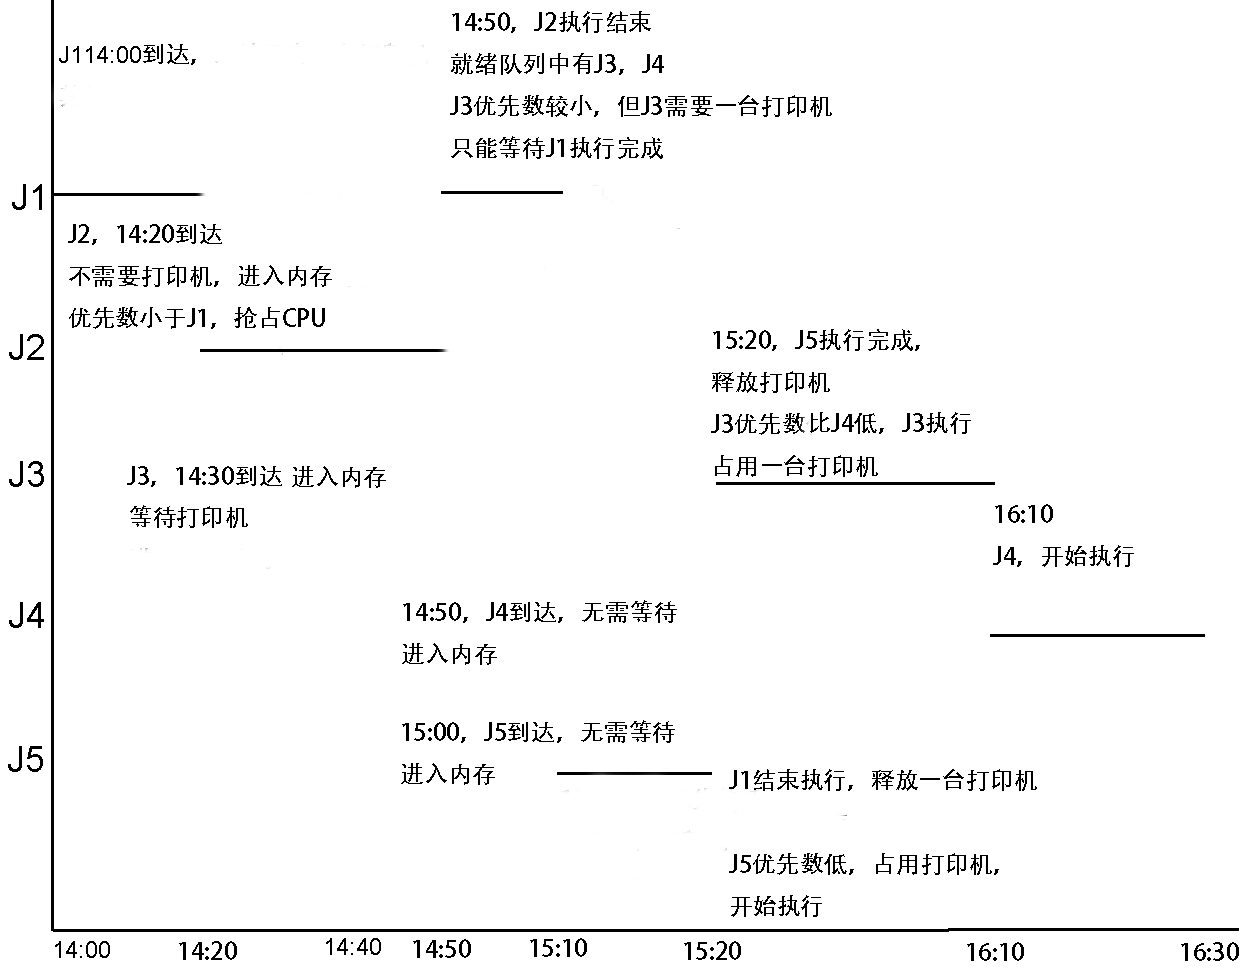 J114:00到达,
14:50，J2执行结束
就绪队列中有J3，J4
J3优先数较小，但J3需要一台打印机
只能等待J1执行完成
J1
J2，14:20到达
不需要打印机，进入内存
优先数小于J1，抢占CPU
J2
15:20，J5执行完成，
释放打印机
J3优先数比J4低，J3执行
占用一台打印机
J3
J3，14:30到达 进入内存
等待打印机
16:10
J4，开始执行
J4
14:50，J4到达，无需等待
进入内存
15:00，J5到达，无需等待
进入内存
J5
J1结束执行，释放一台打印机
J5优先数低，占用打印机，
开始执行
14:00 14:20 14:40 14:50 15:10 15:20 16:10 16:30